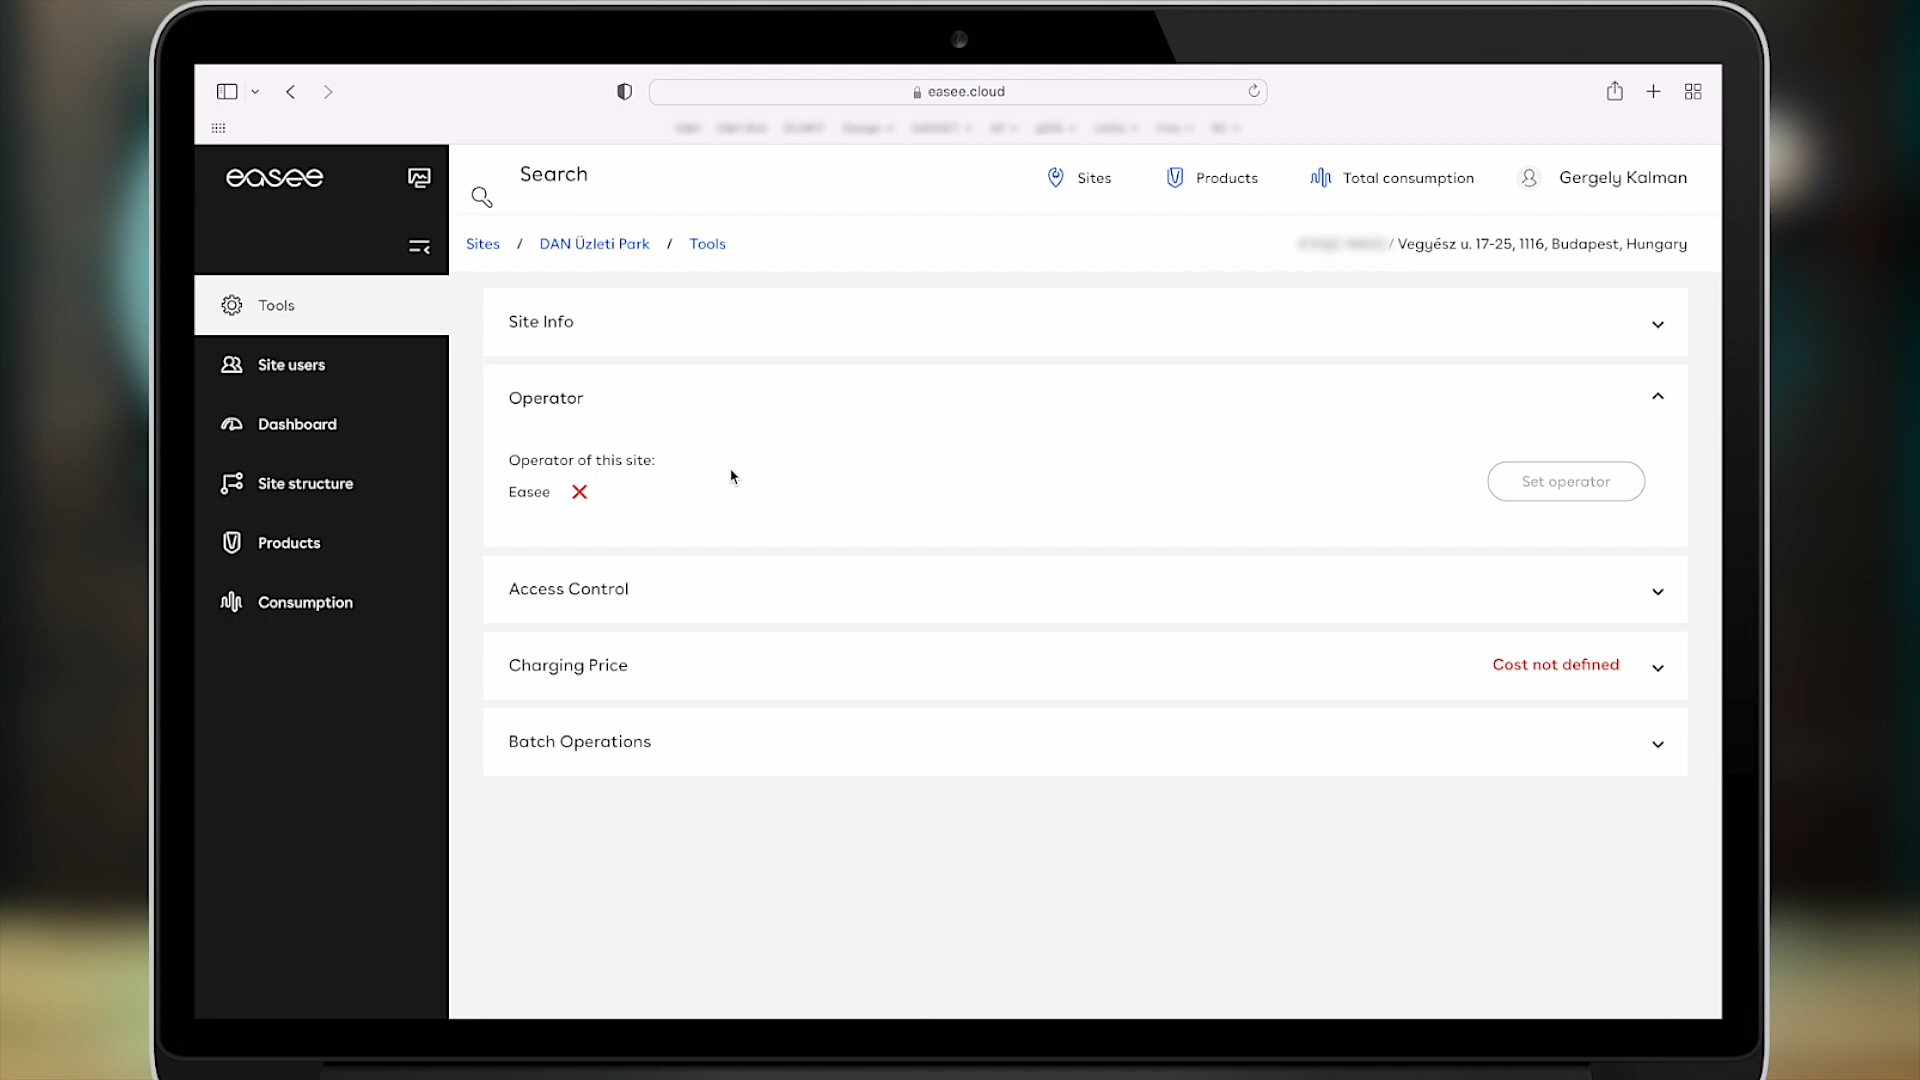 easee.cloud
easee
Search
Sites
Products
Total consumption
Gergely Kalman
Sites / DAN Üzleti Park / Tools
/ Vegyész u. 17-25, 1116, Budapest, Hungary
Tools
Site users
Dashboard
Site structure
Products
Consumption
Site Info
Operator
Operator of this site:
Easee
Set operator
Access Control
Charging Price
Cost not defined
Batch Operations